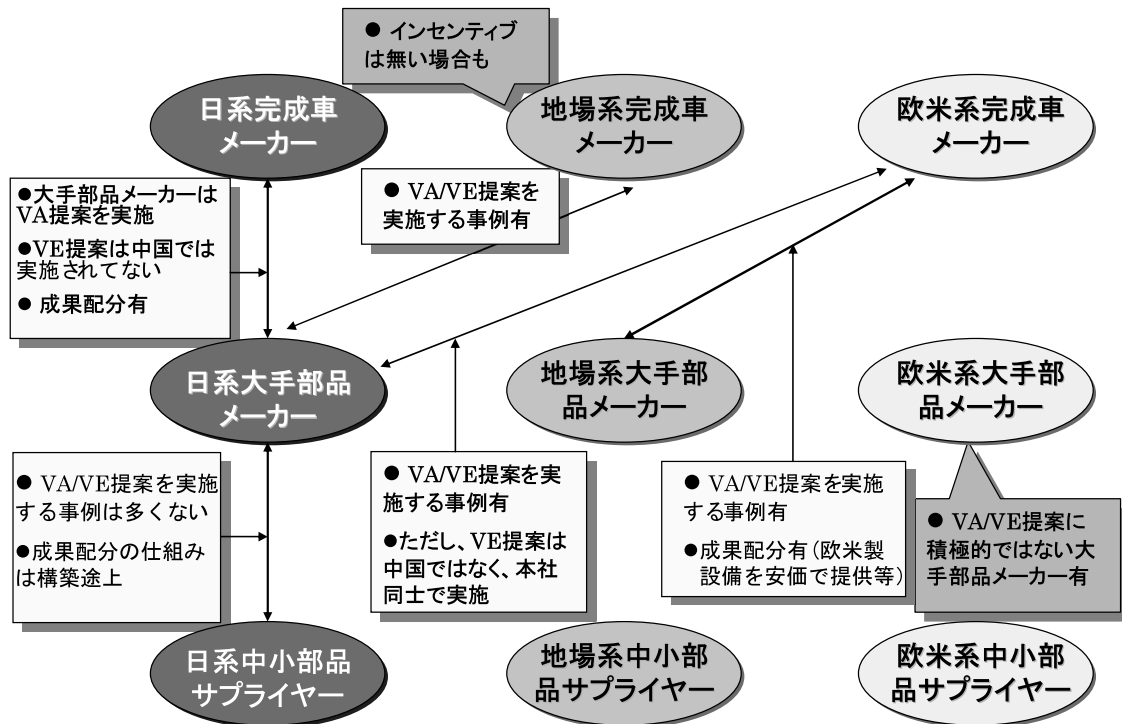 ● インセンティブ
は無い場合も
日系完成車
メーカー
地場系完成車
メーカー
欧米系完成車
メーカー
●大手部品メーカーは
VA提案を実施
●VE提案は中国では
実施されてない
● 成果配分有
● VA/VE提案を
実施する事例有
日系大手部品
メーカー
地場系大手部
品メーカー
欧米系大手部
品メーカー
● VA/VE提案を実施
する事例は多くない
●成果配分の仕組み
は構築途上
● VA/VE提案を実
施する事例有
●ただし、VE提案は
中国ではなく、本社
同士で実施
● VA/VE提案を実施
する事例有
●成果配分有(欧米製
設備を安価で提供等)
● VA/VE提案に
積極的ではない大
手部品メーカー有
日系中小部品
サプライヤー
地場系中小部
品サプライヤー
欧米系中小部
品サプライヤー